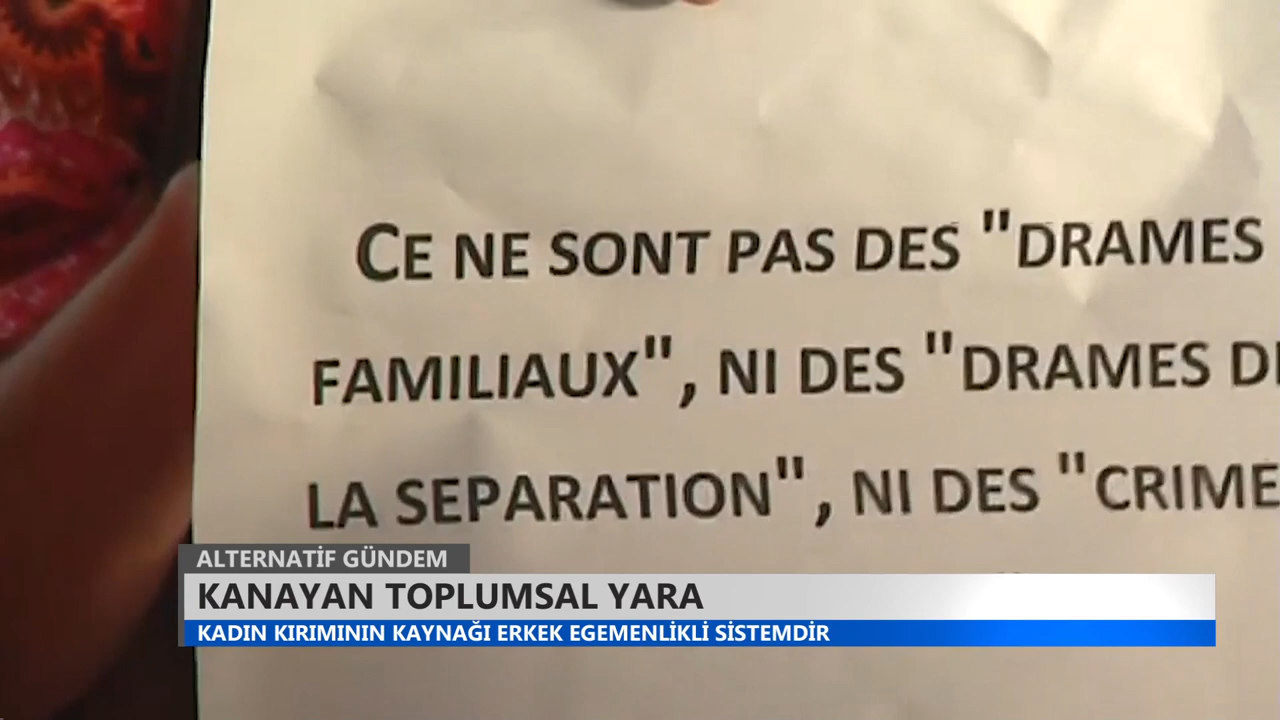 CE NE SONT PAS DES "DRAMES
FAMILIAUX", NI DES "DRAMES
LA SEPARATION", NI DES "CRIME
ALTERNATİF GÜNDEM
KANAYAN TOPLUMSAL YARA
KADIN KIRIMININ KAYNAĞI ERKEK EGEMENLİKLİ SİSTEMDİR